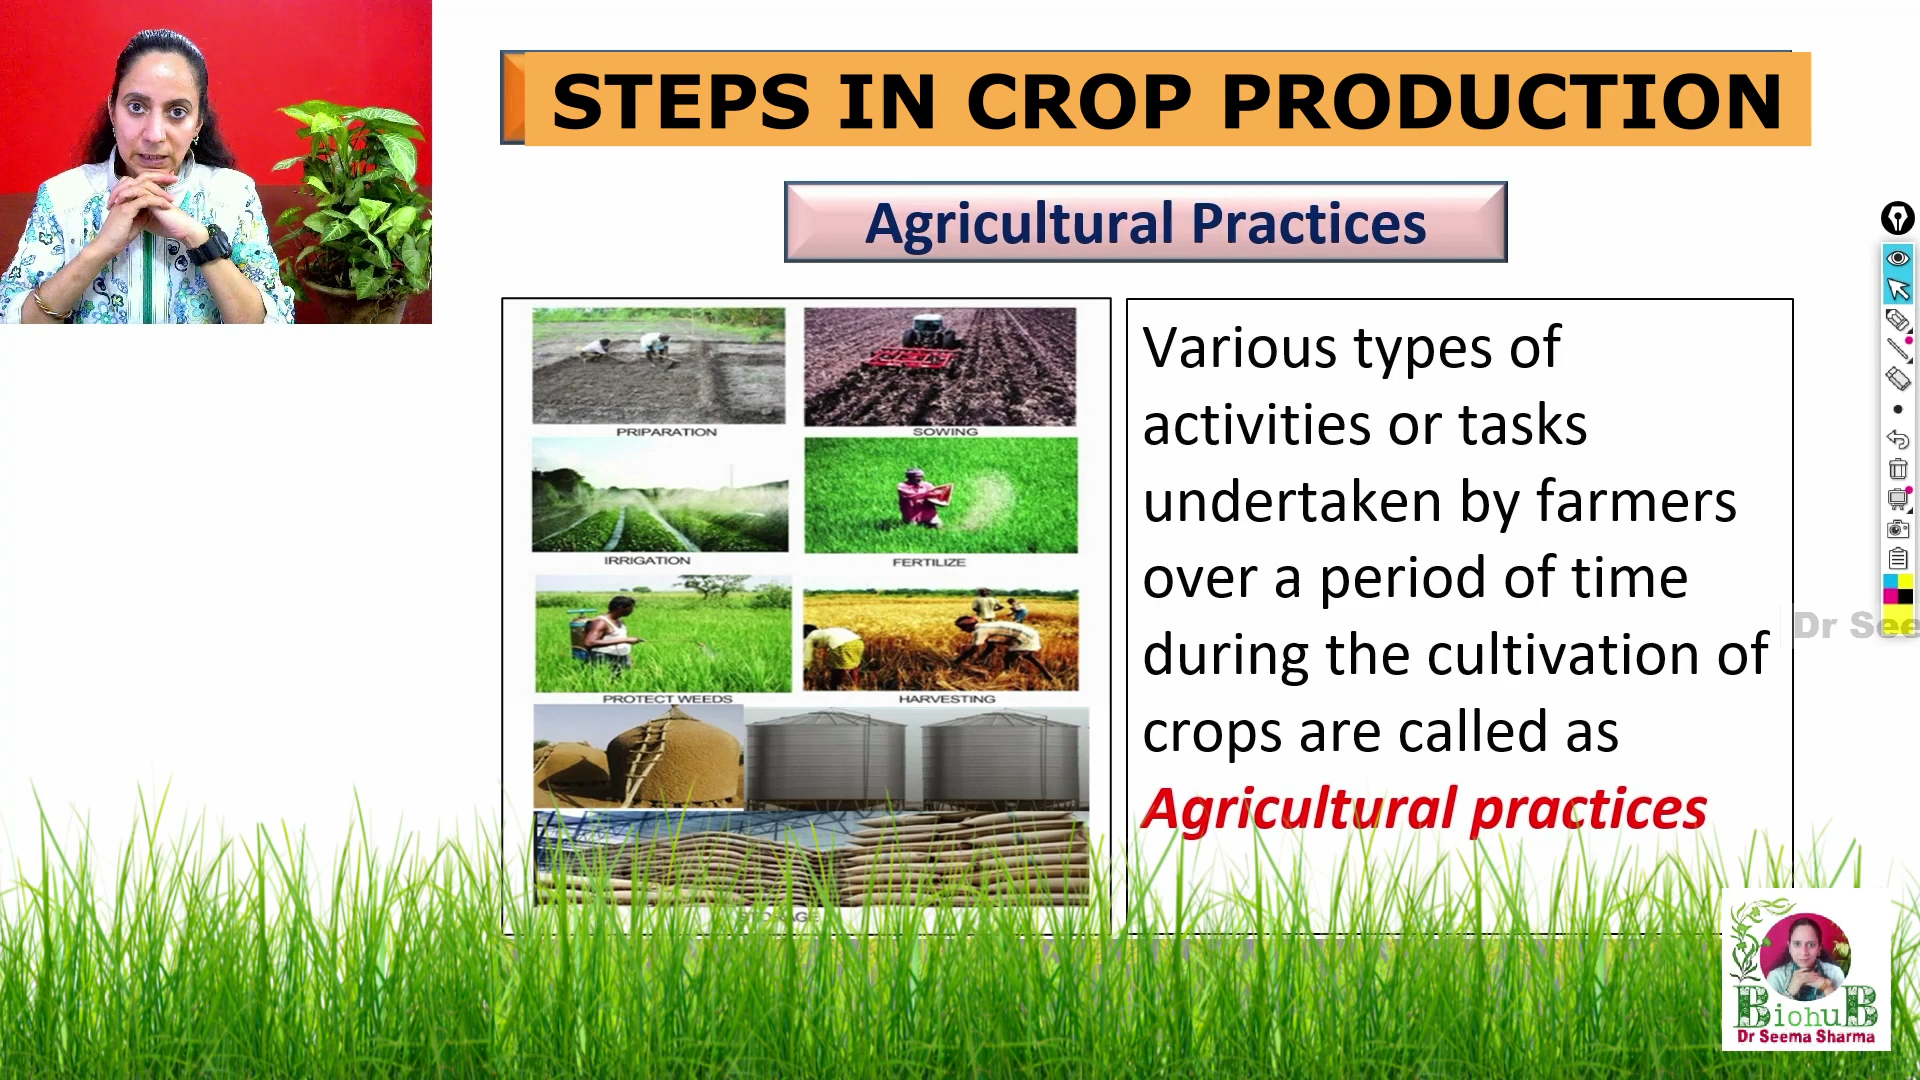 STEPS IN CROP PRODUCTION
Agricultural Practices
PRIPARATION
SOWING
IRRIGATION
FERTILIZE
PROTECT WEEDS
HARVESTING
STORAGE
Various types of
activities or tasks
undertaken by farmers
over a period of time
during the cultivation of
crops are called as
Agricultural practices
Dr See
BiohuB
Dr Seema Sharma